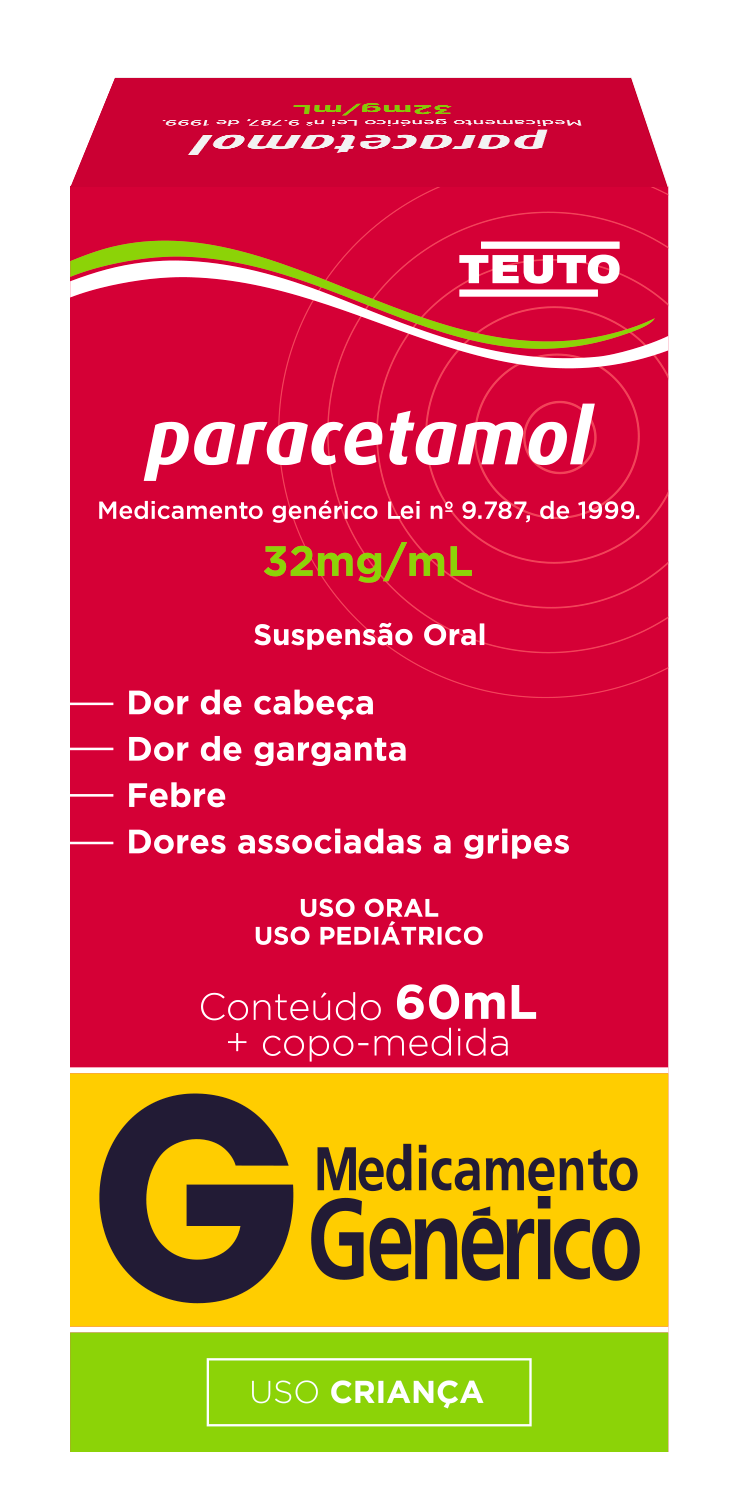 32mg/mL
Medicamento genérico Lei nº 9.787, de 1999.
paracetamol
TEUTO
paracetamol
Medicamento genérico Lei nº 9.787, de 1999.
32mg/mL
Suspensão Oral
Dor de cabeça
Dor de garganta
Febre
Dores associadas a gripes
USO ORAL
USO PEDIÁTRICO
Conteúdo 60mL
+ copo-medida
G
Medicamento
Genérico
USO CRIANÇA